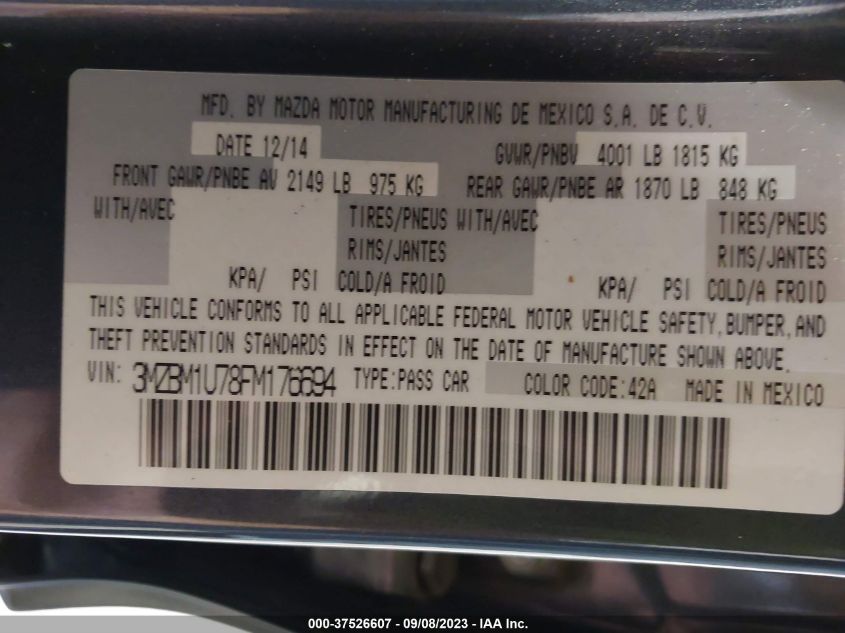 MFD. BY MAZDA MOTOR MANUFACTURING DE MEXICO S.A. DE C.V.
DATE 12/14 GVWR/PNBV 4001 LB 1815 KG
FRONT GAWR/PNBE AV 2149 LB 975 KG REAR GAWR/PNBE AR 1870 LB 848 KG
WITH/AVEC TIRES/PNEUS WITH/AVEC TIRES/PNEUS
RIMS/JANTES RIMS/JANTES
KPA/ PSI COLD/A FROID KPA/ PSI COLD/A FROID
THIS VEHICLE CONFORMS TO ALL APPLICABLE FEDERAL MOTOR VEHICLE SAFETY, BUMPER, AND
THEFT PREVENTION STANDARDS IN EFFECT ON THE DATE OF MANUFACTURE SHOWN ABOVE.
VIN: 3MZBM1U78FM176694 TYPE:PASS CAR COLOR CODE:42A MADE IN MEXICO
000-37526607 - 09/08/2023 - IAA Inc.